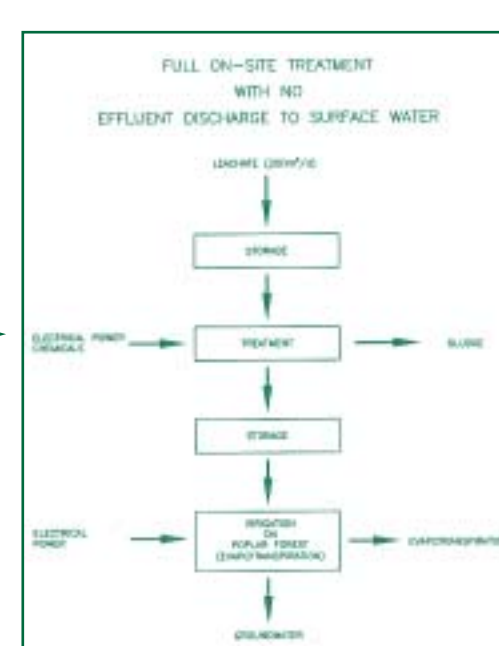 FULL ON-SITE TREATMENT
WITH NO
EFFLUENT DISCHARGE TO SURFACE WATER
LEACHATE
STORAGE
ELECTRICAL POWER
CHEMICALS
TREATMENT
SLUDGE
STORAGE
ELECTRICAL
POWER
IRRIGATION
ON
POPLAR FOREST
(EVAPOTRANSPIRATION)
EVAPOTRANSPIRATION
GROUNDWATER